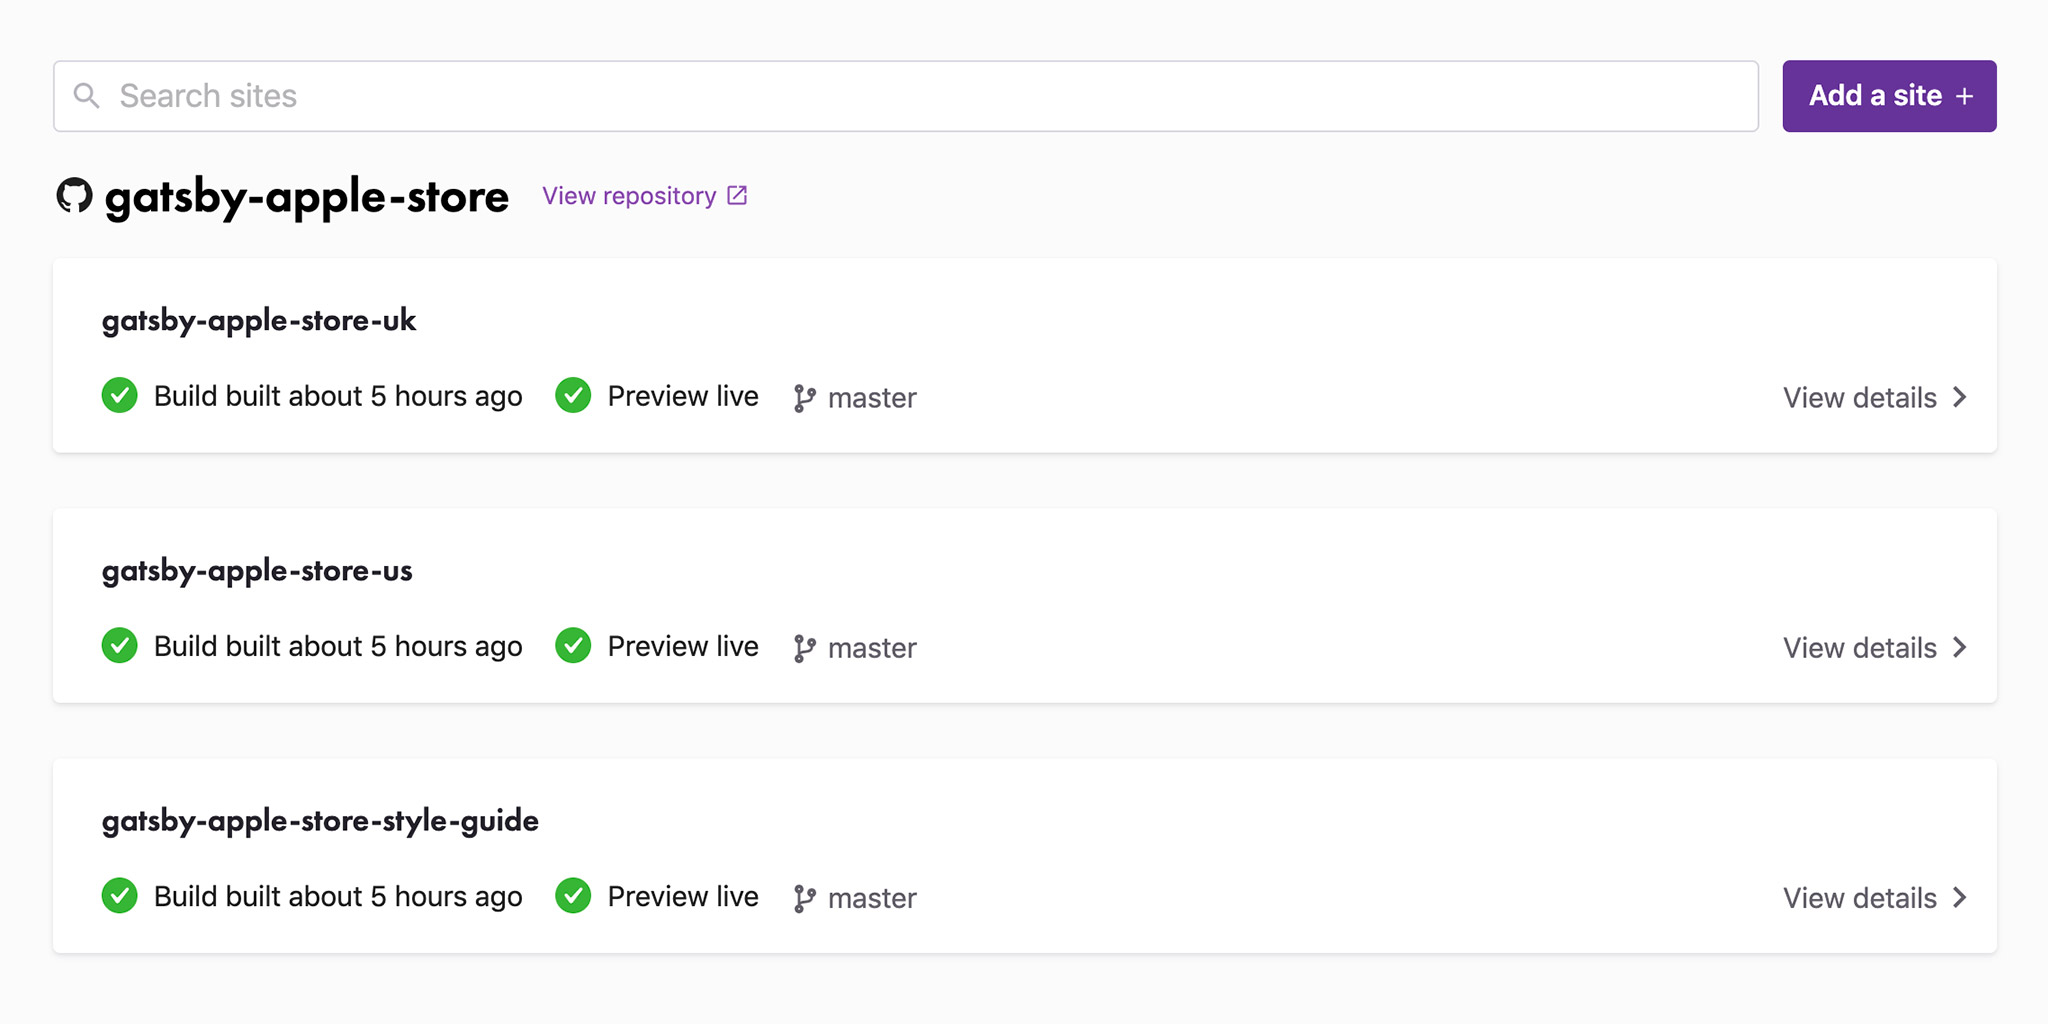 Search sites
Add a site +
gatsby-apple-store View repository
gatsby-apple-store-uk
Build built about 5 hours ago Preview live master View details
gatsby-apple-store-us
Build built about 5 hours ago Preview live master View details
gatsby-apple-store-style-guide
Build built about 5 hours ago Preview live master View details